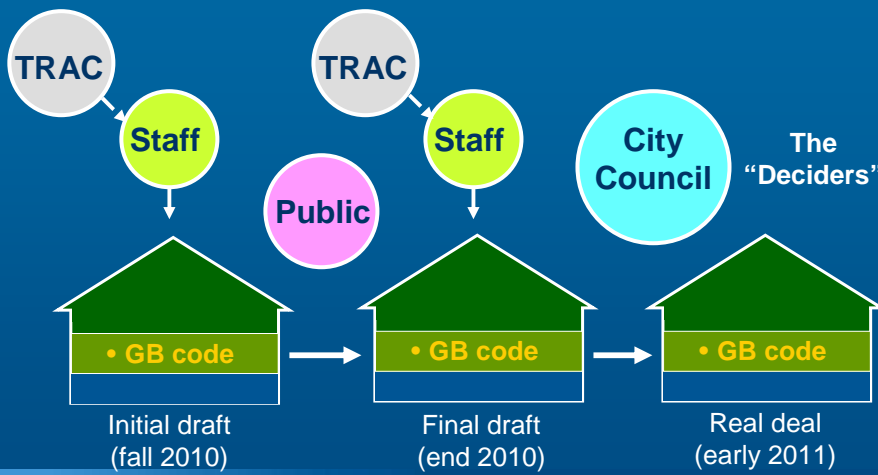 TRAC
Staff
Public
TRAC
Staff
City
Council
The
“Deciders”
• GB code
• GB code
• GB code
Initial draft
(fall 2010)
Final draft
(end 2010)
Real deal
(early 2011)